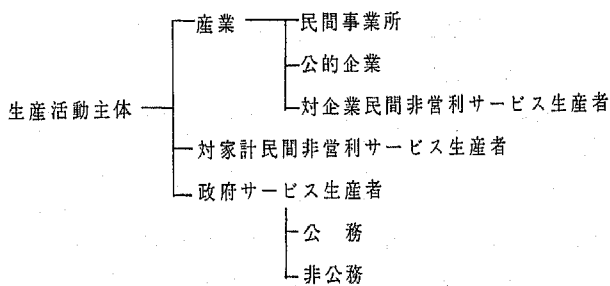 産業
民間事業所
公的企業
生産活動主体
対企業民間非営利サービス生産者
対家計民間非営利サービス生産者
政府サービス生産者
公務
非公務